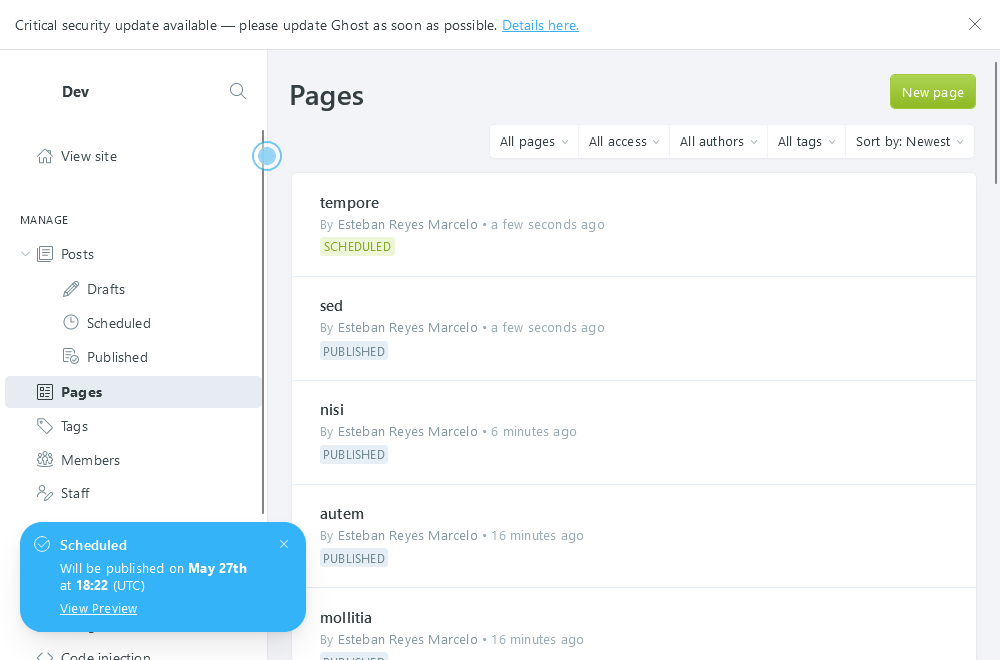 Critical security update available — please update Ghost as soon as possible. Details here.
Dev
View site
MANAGE
Posts
Drafts
Scheduled
Published
Pages
Tags
Members
Staff
Scheduled
Will be published on May 27th
at 18:22 (UTC)
View Preview
Code injection
Pages
New page
All pages
All access
All authors
All tags
Sort by: Newest
tempore
By Esteban Reyes Marcelo • a few seconds ago
SCHEDULED
sed
By Esteban Reyes Marcelo • a few seconds ago
PUBLISHED
nisi
By Esteban Reyes Marcelo • 6 minutes ago
PUBLISHED
autem
By Esteban Reyes Marcelo • 16 minutes ago
PUBLISHED
mollitia
By Esteban Reyes Marcelo • 16 minutes ago
PUBLISHED